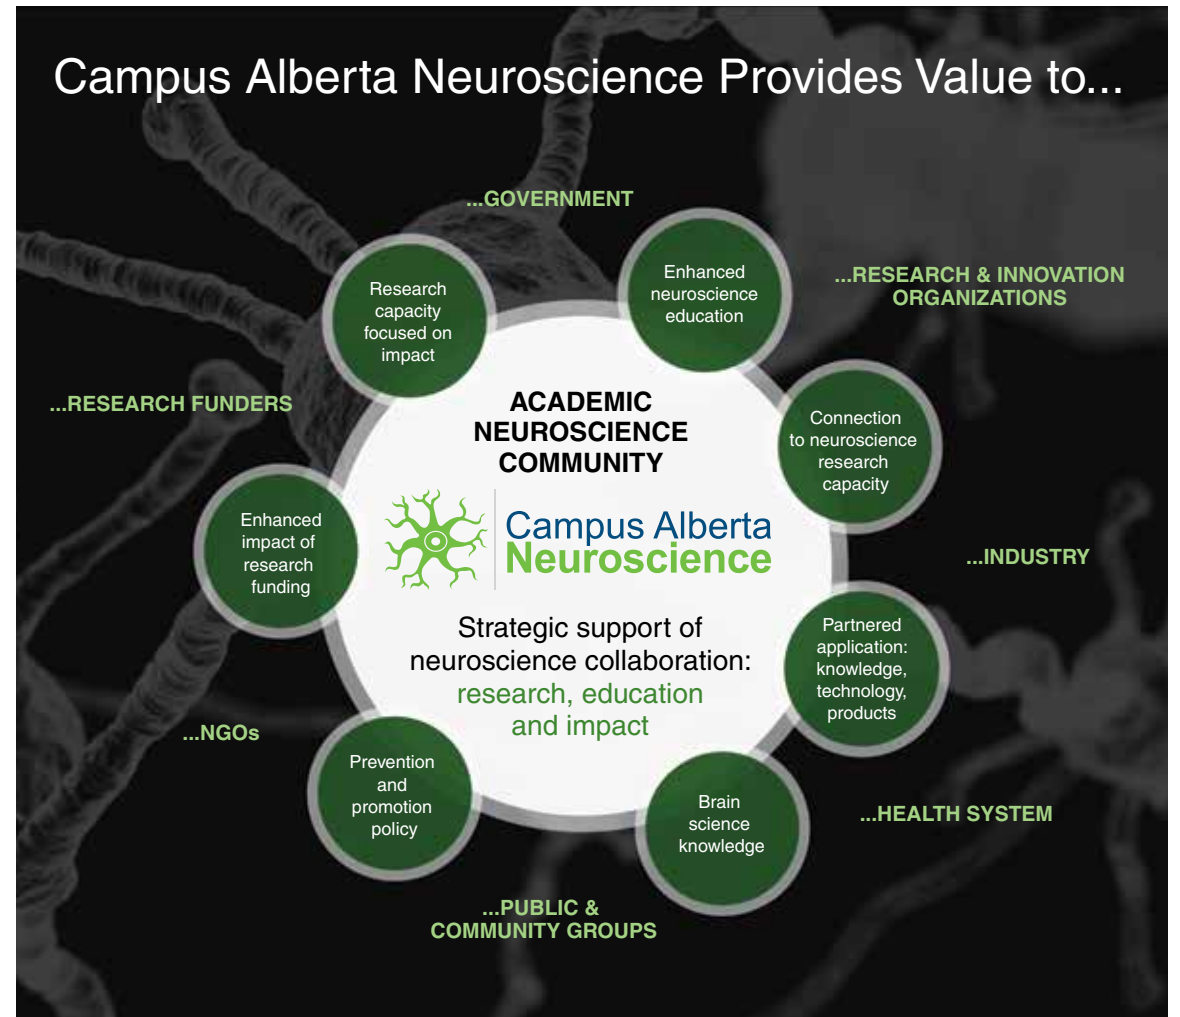 Campus Alberta Neuroscience Provides Value to...
...GOVERNMENT
Enhanced
neuroscience
education
...RESEARCH & INNOVATION
ORGANIZATIONS
Research
capacity
focused on
impact
...RESEARCH FUNDERS
ACADEMIC
NEUROSCIENCE
COMMUNITY
Connection
to neuroscience
research
capacity
Enhanced
impact of
research
funding
Campus Alberta
Neuroscience
...INDUSTRY
Strategic support of
neuroscience collaboration:
research, education
and impact
Partnered
application:
knowledge,
technology,
products
...NGOs
Prevention
and
promotion
policy
Brain
science
knowledge
...HEALTH SYSTEM
...PUBLIC &
COMMUNITY GROUPS